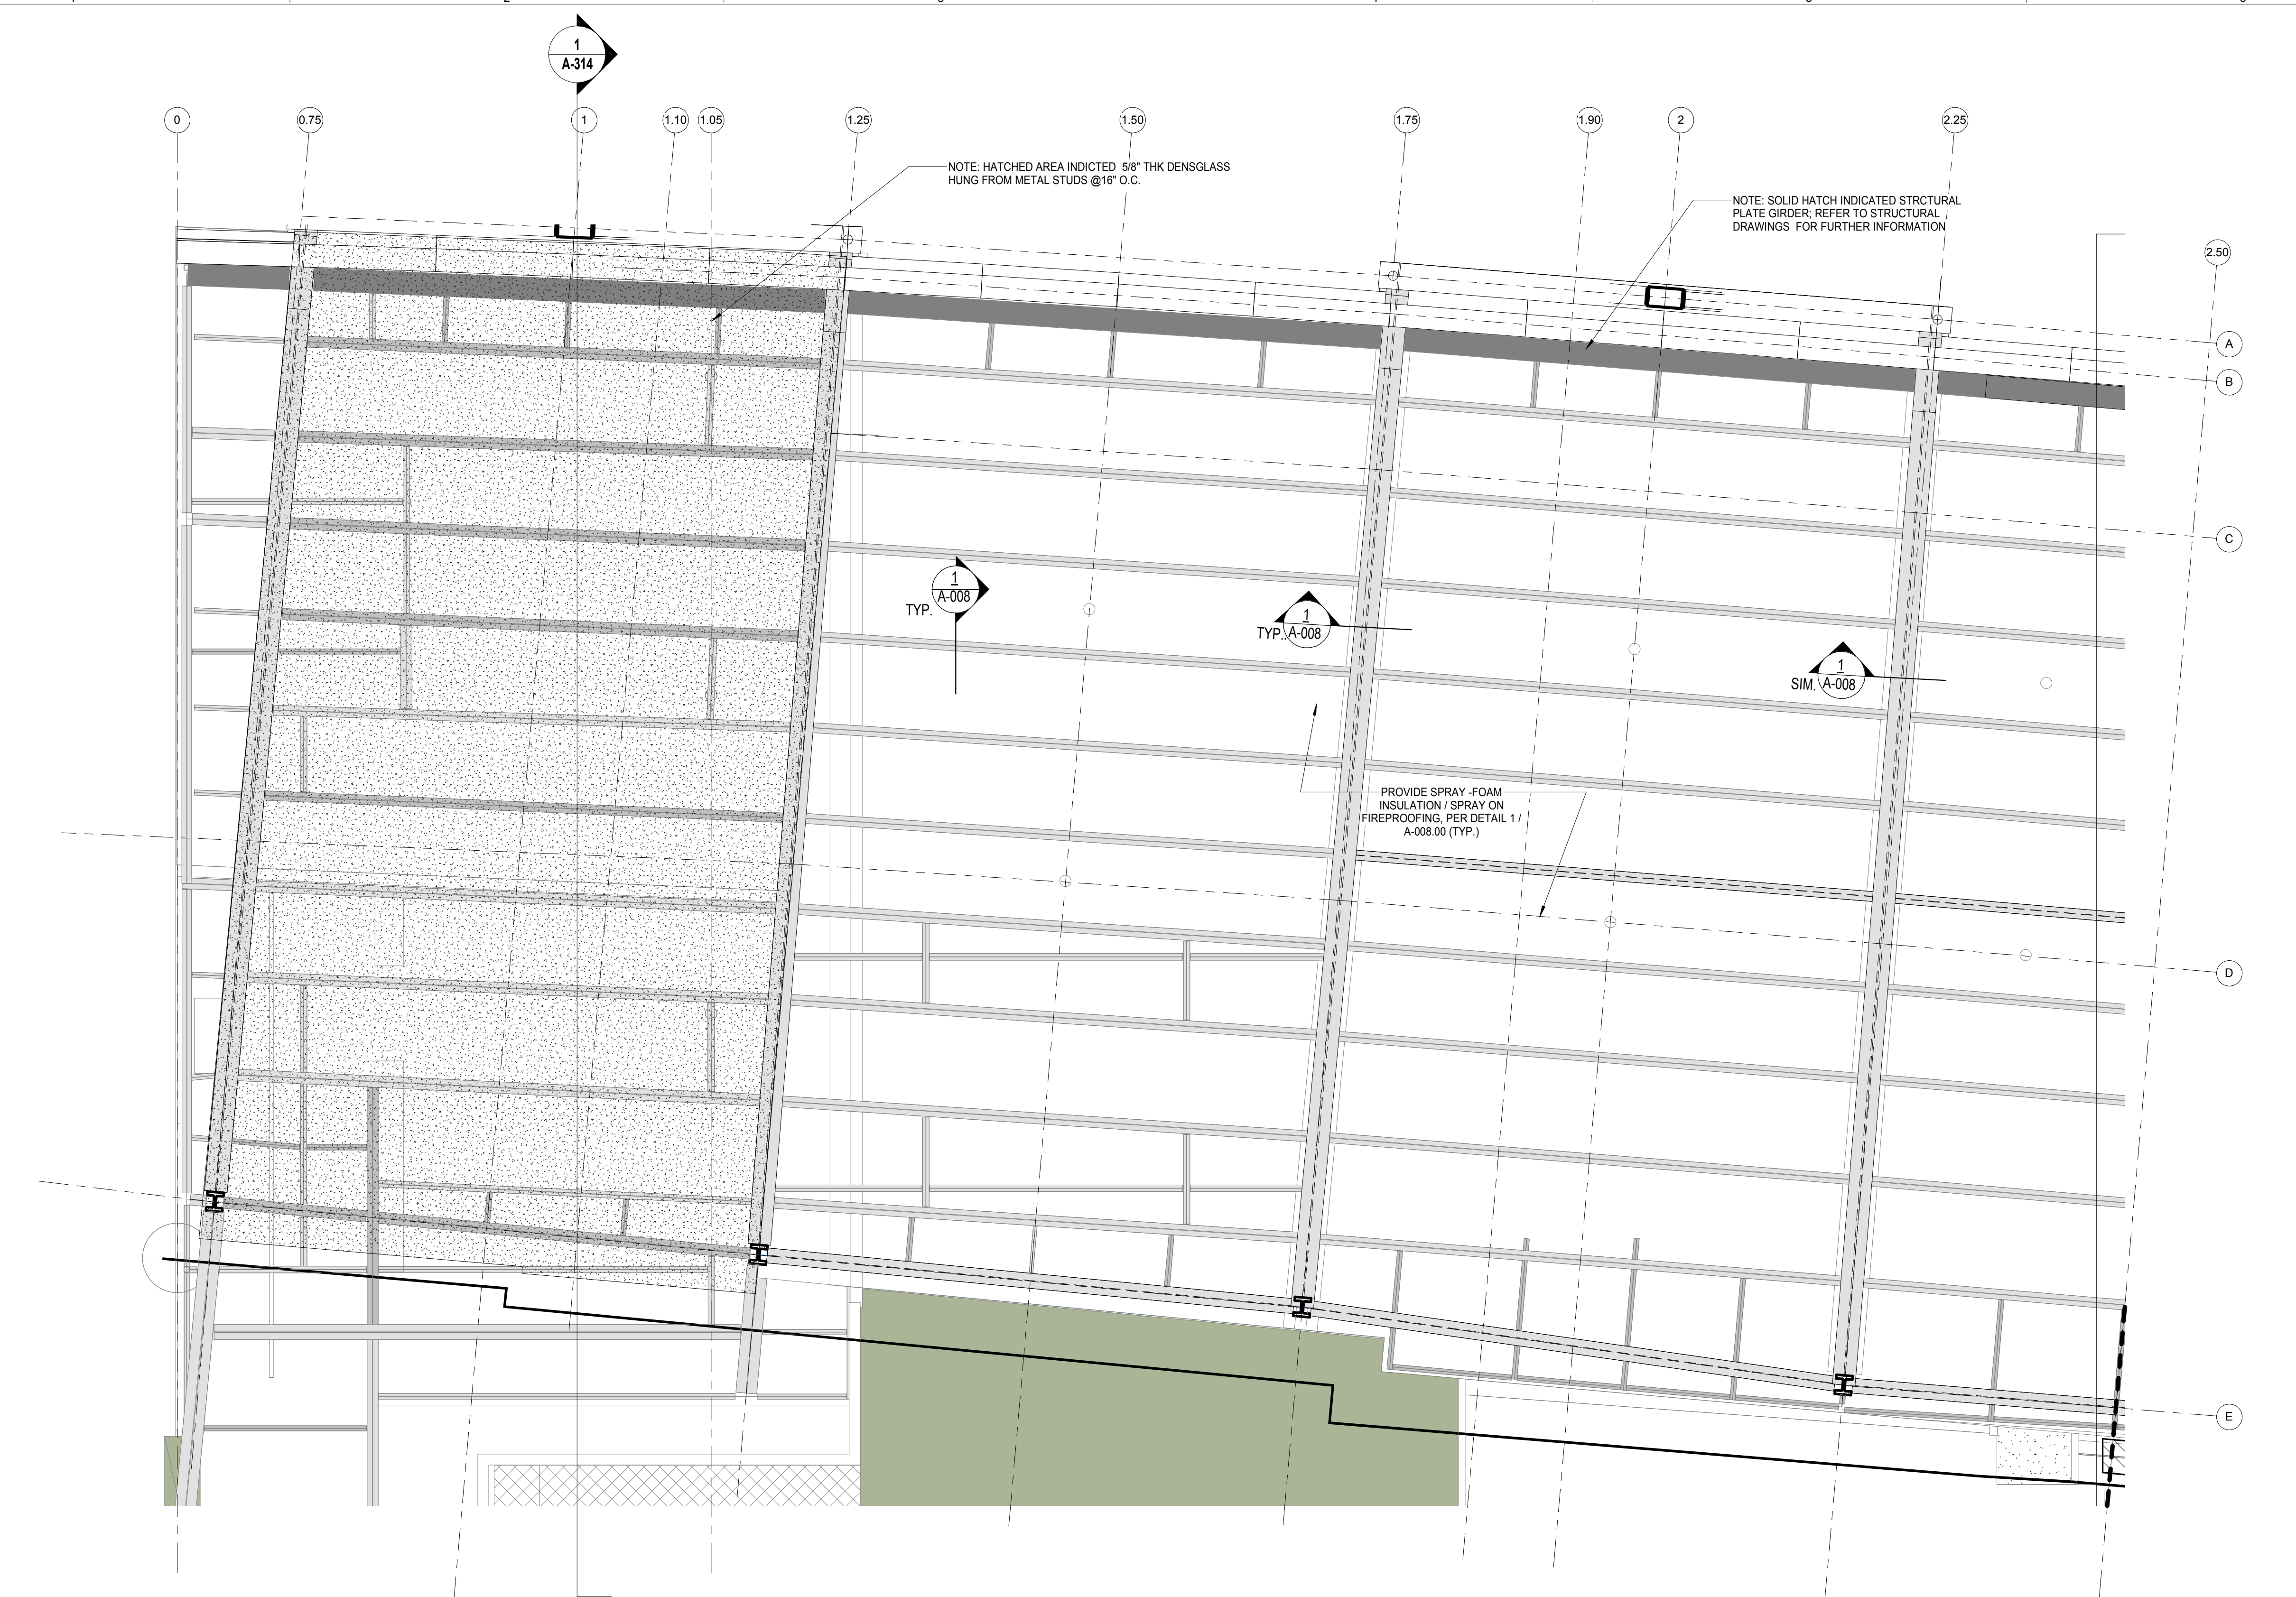 1
A-314
0
0.75
1
1.10
1.05
1.25
1.50
1.75
1.90
2
2.25
NOTE: HATCHED AREA INDICTED 5/8" THK DENSGLASS
HUNG FROM METAL STUDS @16" O.C.
NOTE: SOLID HATCH INDICATED STRCTURAL
PLATE GIRDER; REFER TO STRUCTURAL
DRAWINGS FOR FURTHER INFORMATION
2.50
A
B
C
1
A-008
TYP.
1
TYP..A-008
1
SIM. A-008
PROVIDE SPRAY -FOAM
INSULATION / SPRAY ON
FIREPROOFING, PER DETAIL 1 /
A-008.00 (TYP.)
D
E